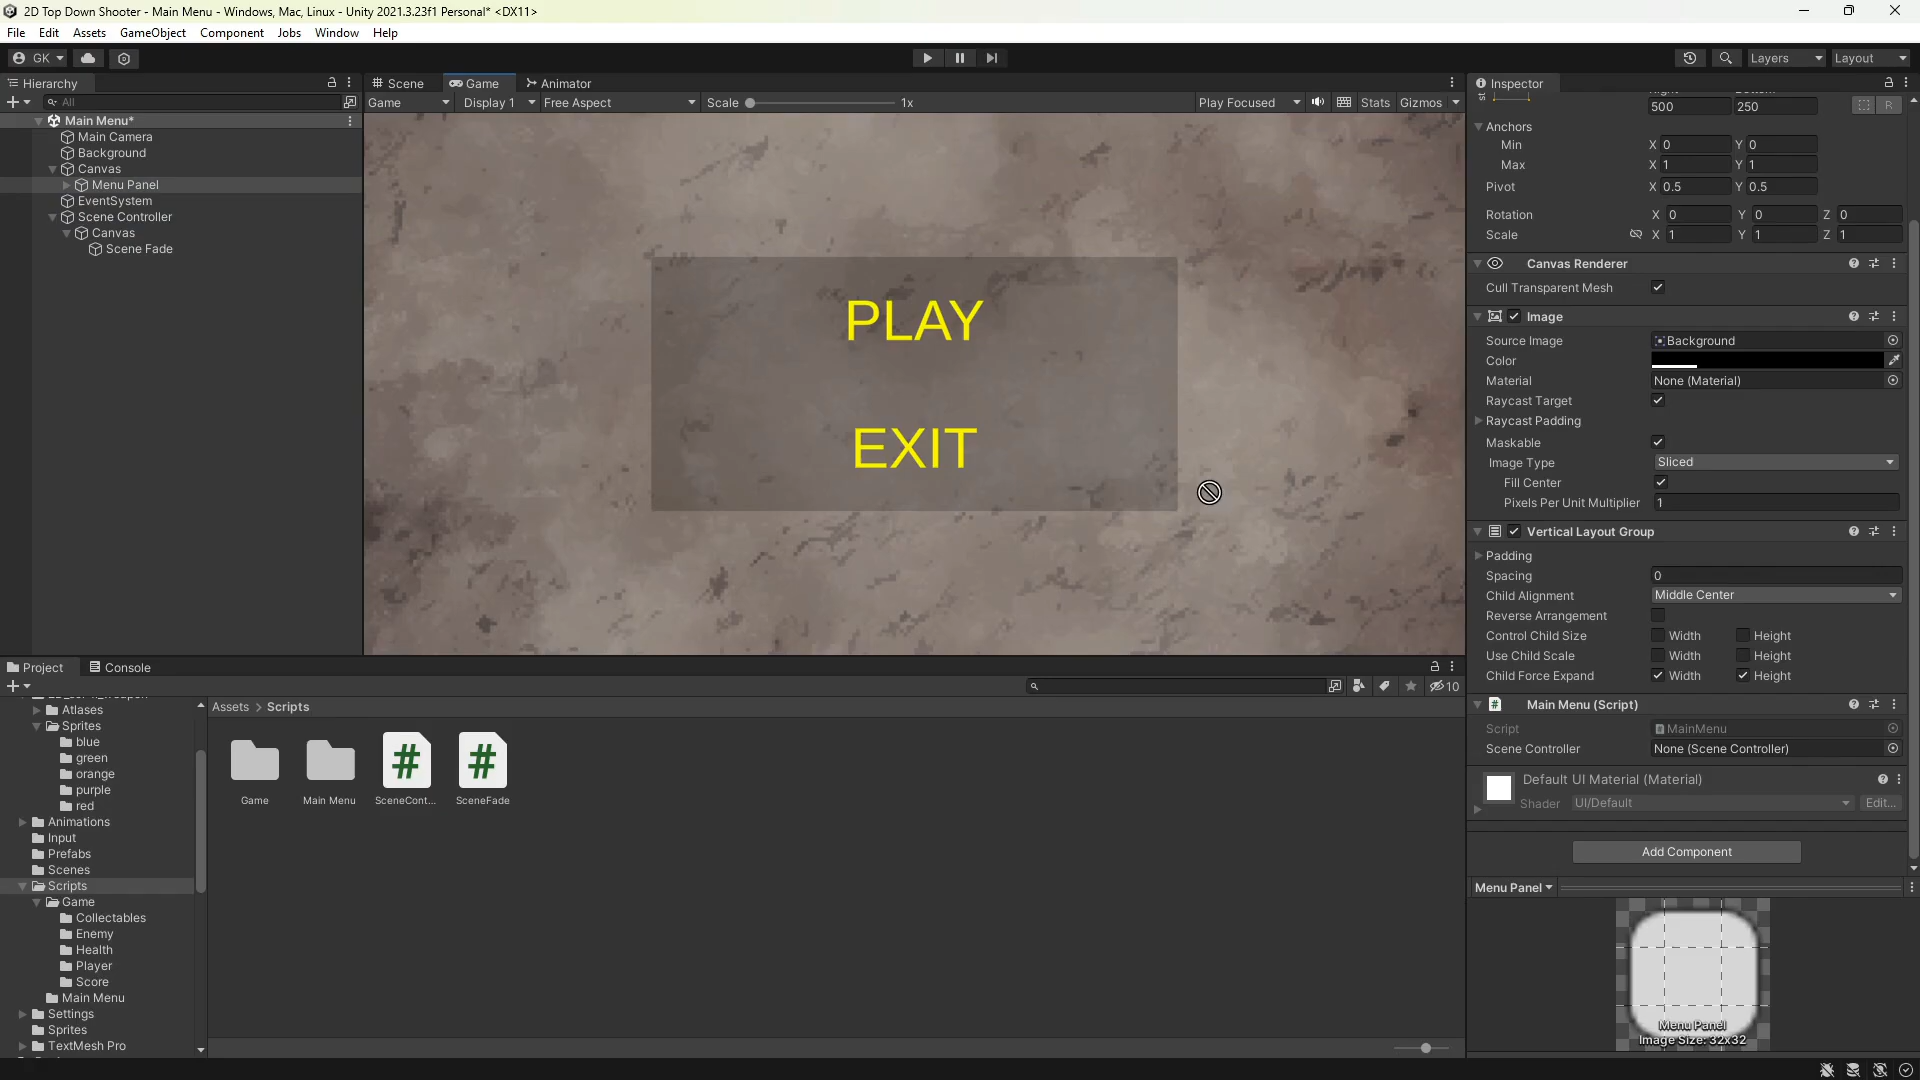 2D Top Down Shooter - Main Menu - Windows, Mac, Linux - Unity 2021.3.23f1 Personal* <DX11>
File Edit Assets GameObject Component Jobs Window Help
GK
Layers
Layout
Hierarchy
All
Main Menu*
Main Camera
Background
Canvas
Menu Panel
EventSystem
Scene Controller
Canvas
Scene Fade
Scene Game Animator
Game Display 1 Free Aspect Scale 1x Play Focused Stats Gizmos
PLAY
EXIT
Project Console
10
Atlases
Sprites
blue
green
orange
purple
red
Animations
Input
Prefabs
Scenes
Scripts
Game
Collectables
Enemy
Health
Player
Score
Main Menu
Settings
Sprites
TextMesh Pro
Assets > Scripts
Game
Main Menu
SceneCont...
SceneFade
Inspector
500 250
Anchors
Min X 0 Y 0
Max X 1 Y 1
Pivot X 0.5 Y 0.5
Rotation X 0 Y 0 Z 0
Scale X 1 Y 1 Z 1
Canvas Renderer
Cull Transparent Mesh
Image
Source Image Background
Color
Material None (Material)
Raycast Target
Raycast Padding
Maskable
Image Type Sliced
Fill Center
Pixels Per Unit Multiplier 1
Vertical Layout Group
Padding
Spacing 0
Child Alignment Middle Center
Reverse Arrangement
Control Child Size Width Height
Use Child Scale Width Height
Child Force Expand Width Height
# Main Menu (Script)
Script MainMenu
Scene Controller None (Scene Controller)
Default UI Material (Material)
Shader UI/Default Edit...
Add Component
Menu Panel
Menu Panel
Image Size: 32x32